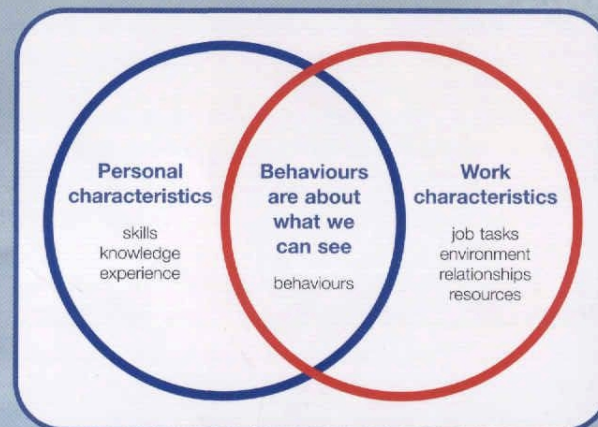 Personal
characteristics
skills
knowledge
experience
Behaviours
are about
what we
can see
behaviours
Work
characteristics
job tasks
environment
relationships
resources